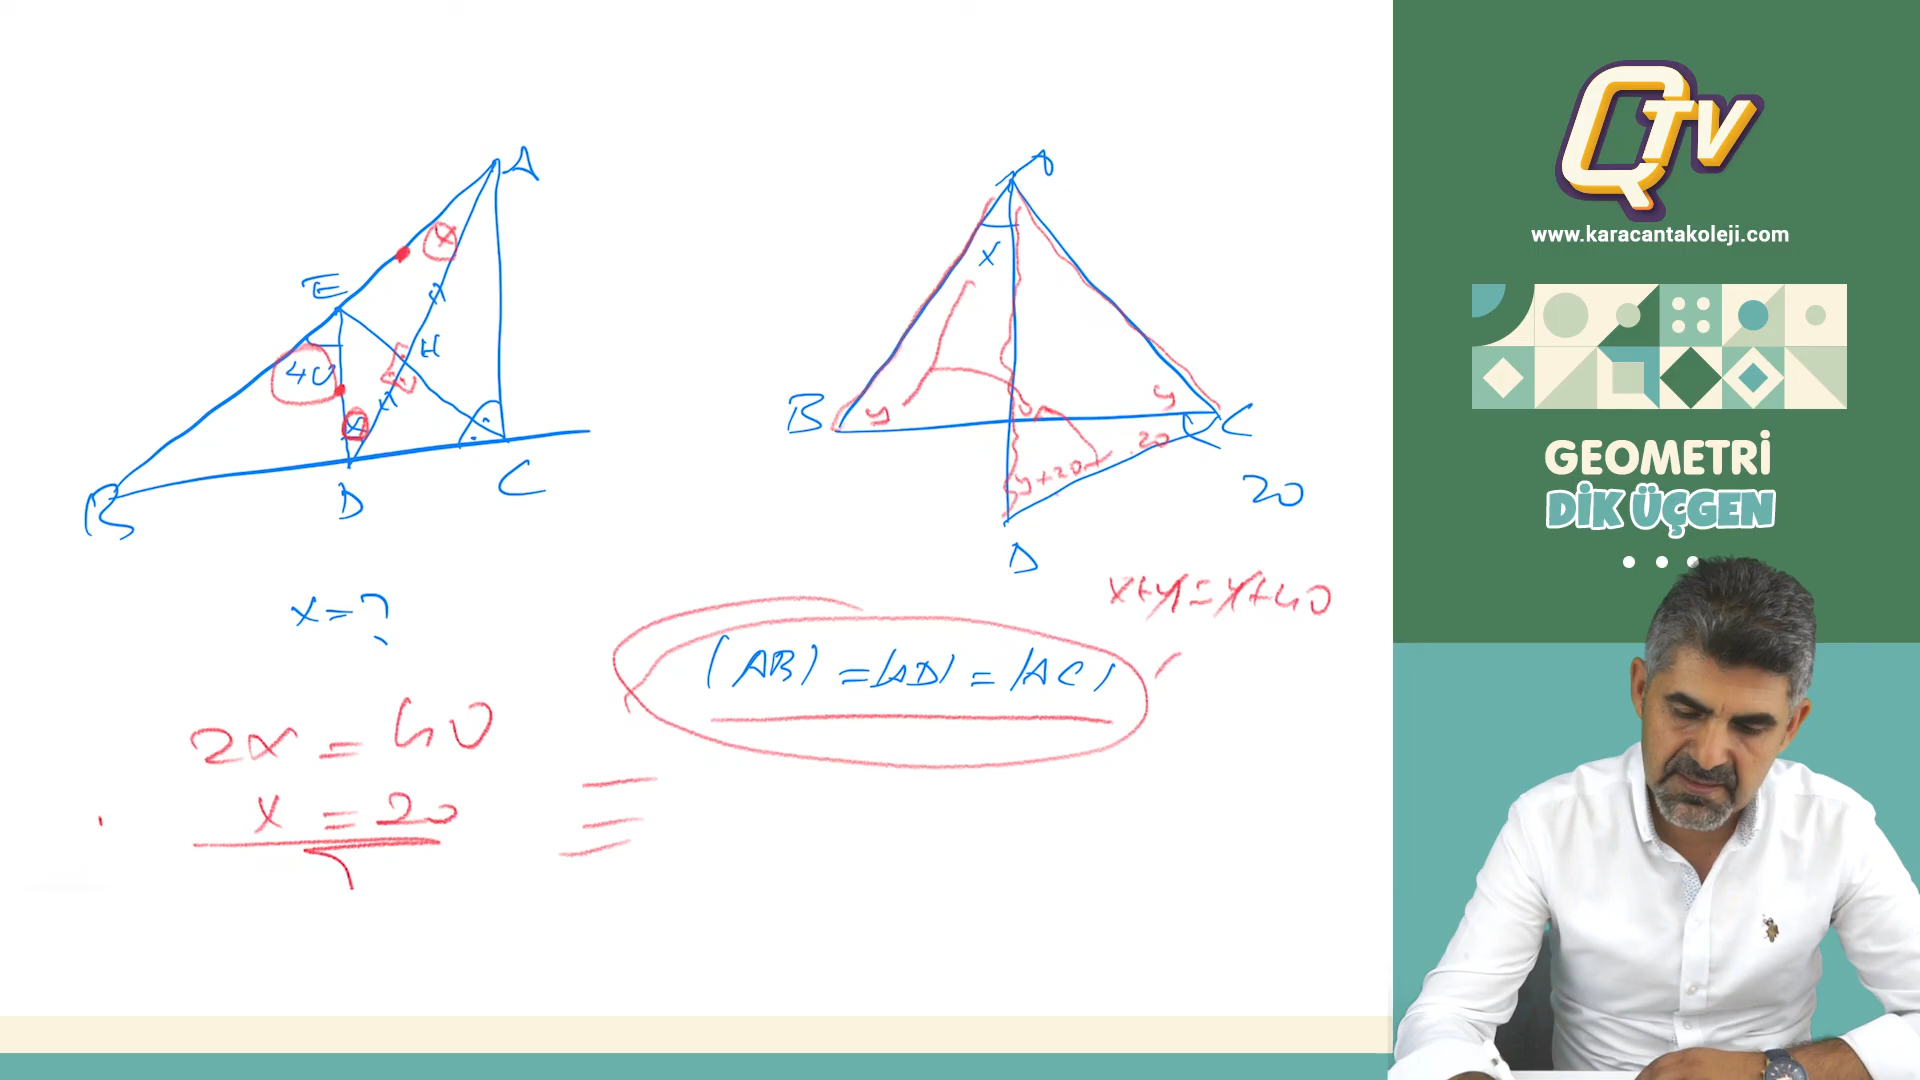 A
E
x
40
H
x
B
D
C
x = ?
2x = 40
x = 20
A
x
B
y
y
C
20
y+20
20
D
x+y=y+40
|AB| = |AD| = |AC|
QTV
www.karacantakoleji.com
GEOMETRİ
DİK ÜÇGEN